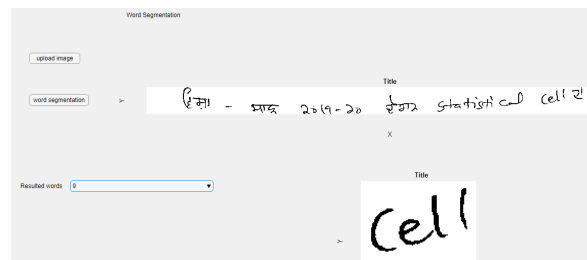 Word Segmentation
upload image
Title
word segmentation
Y
- 2019-20 statistical cell
X
Title
Resulted words 9
Y
cell